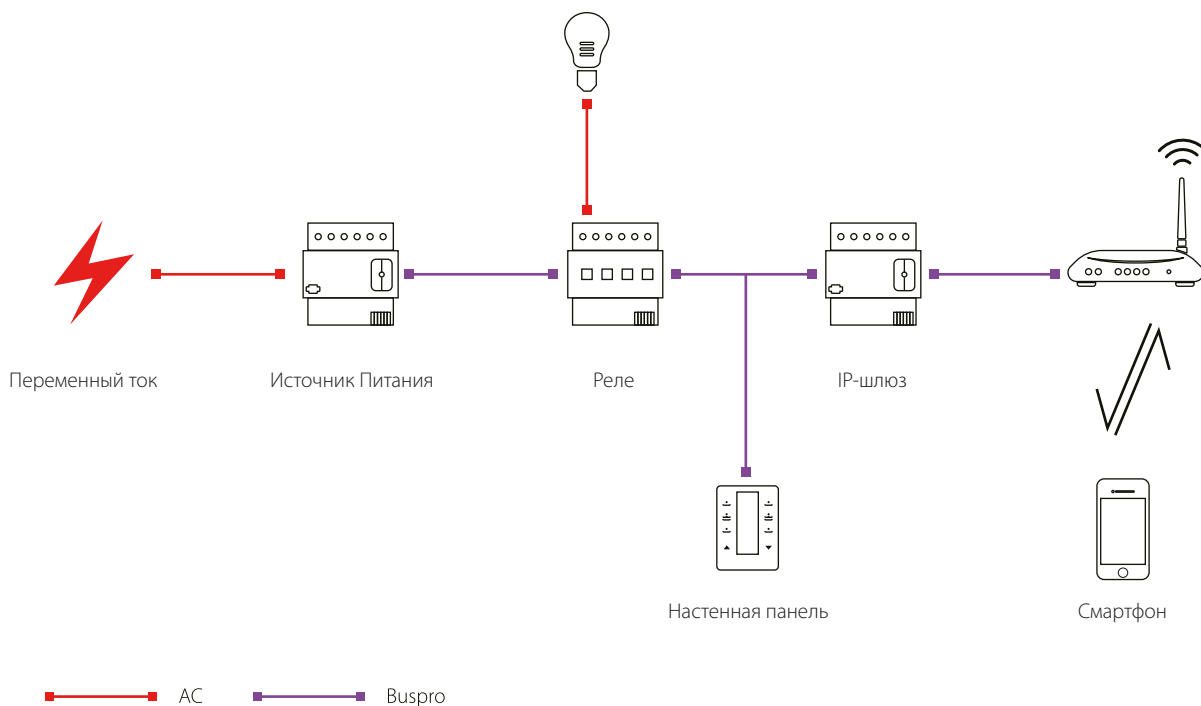 Переменный ток
Источник Питания
Реле
IP-шлюз
Настенная панель
Смартфон
AC
Buspro